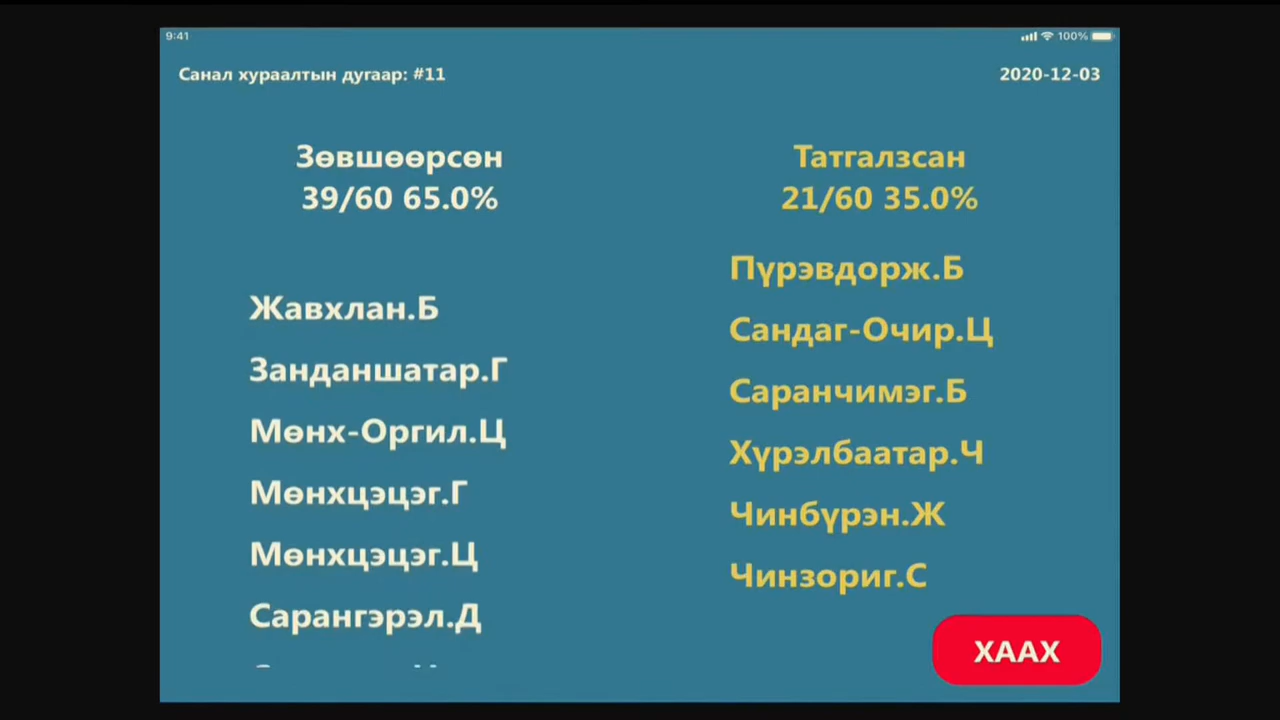 9:41
100%
Санал хураалтын дугаар: #11
2020-12-03
Зөвшөөрсөн
39/60 65.0%
Жавхлан.Б
Занданшатар.Г
Мөнх-Оргил.Ц
Мөнхцэцэг.Г
Мөнхцэцэг.Ц
Сарангэрэл.Д
Татгалзсан
21/60 35.0%
Пүрэвдорж.Б
Сандаг-Очир.Ц
Саранчимэг.Б
Хүрэлбаатар.Ч
Чинбүрэн.Ж
Чинзориг.С
ХААХ